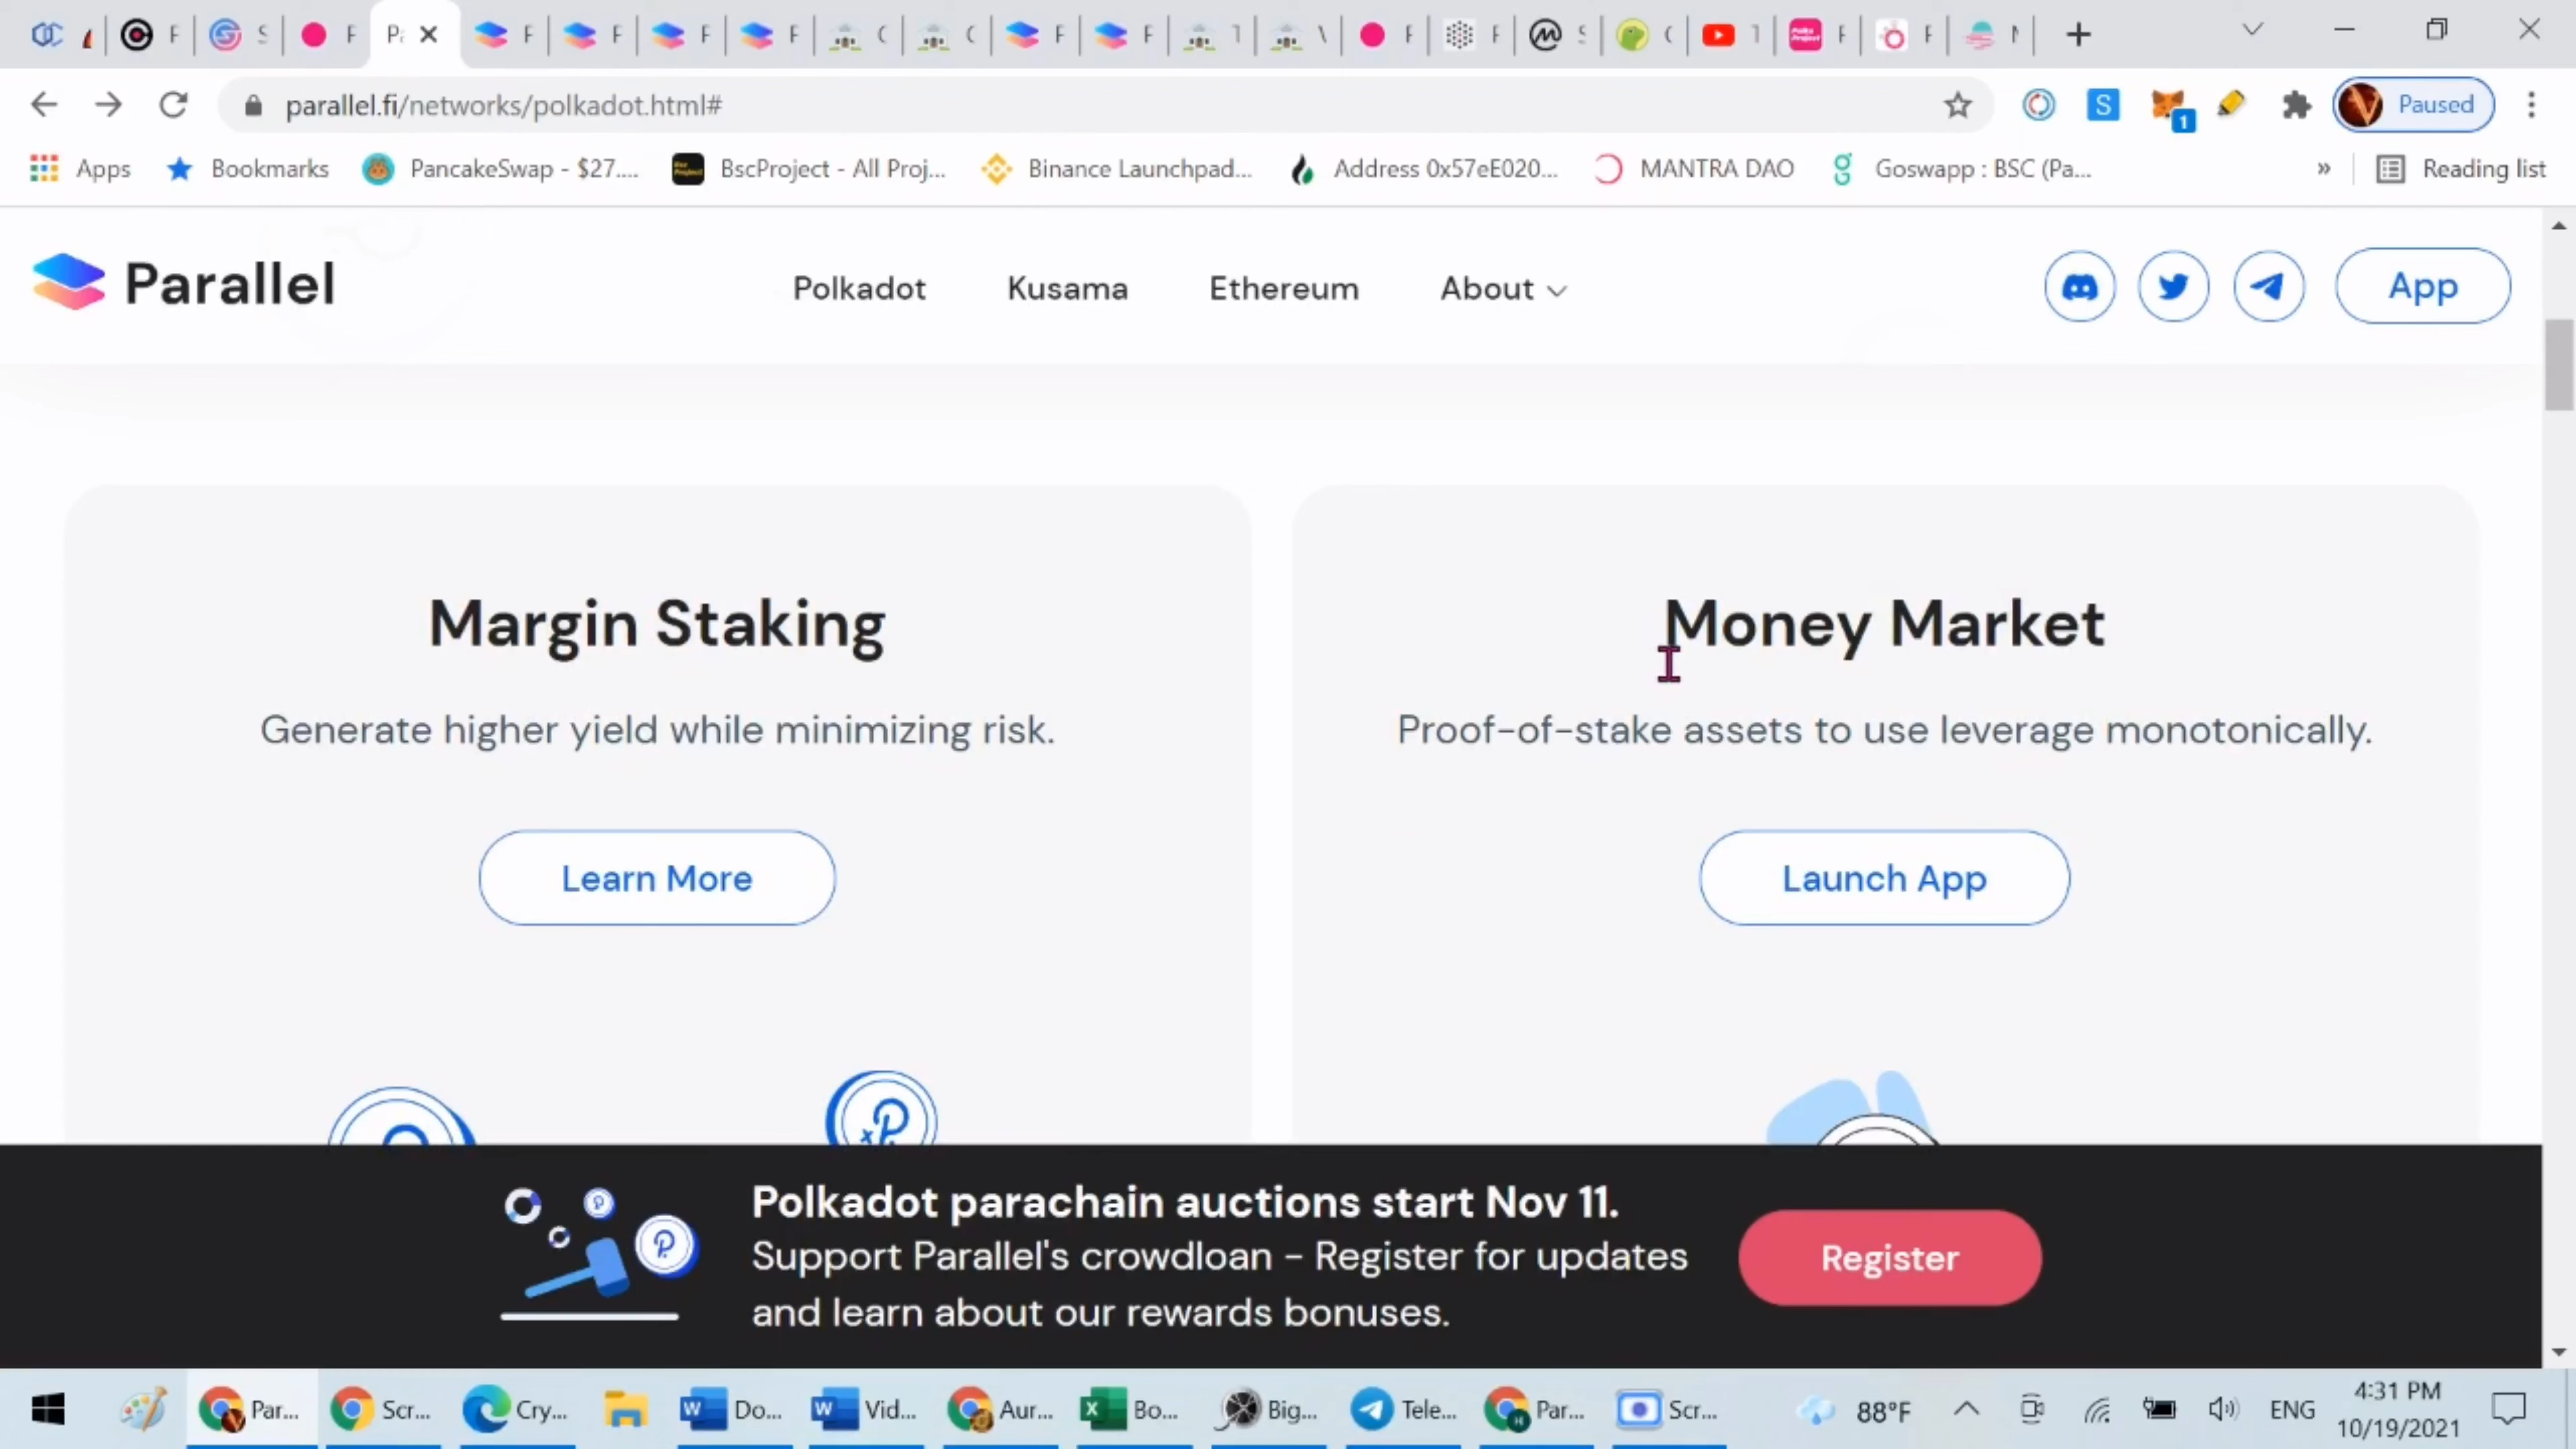 parallel.fi/networks/polkadot.html#
Paused
Apps
Bookmarks
PancakeSwap - $27....
BscProject - All Proj...
Binance Launchpad...
Address 0x57eE020...
MANTRA DAO
Goswapp : BSC (Pa...
»
Reading list
Parallel
Polkadot
Kusama
Ethereum
About
App
Margin Staking
Generate higher yield while minimizing risk.
Learn More
Money Market
Proof-of-stake assets to use leverage monotonically.
Launch App
Polkadot parachain auctions start Nov 11.
Support Parallel's crowdloan - Register for updates
and learn about our rewards bonuses.
Register
Par...
Scr...
Cry...
Do...
Vid...
Aur...
Bo...
Big...
Tele...
Par...
Scr...
88°F
ENG
4:31 PM
10/19/2021